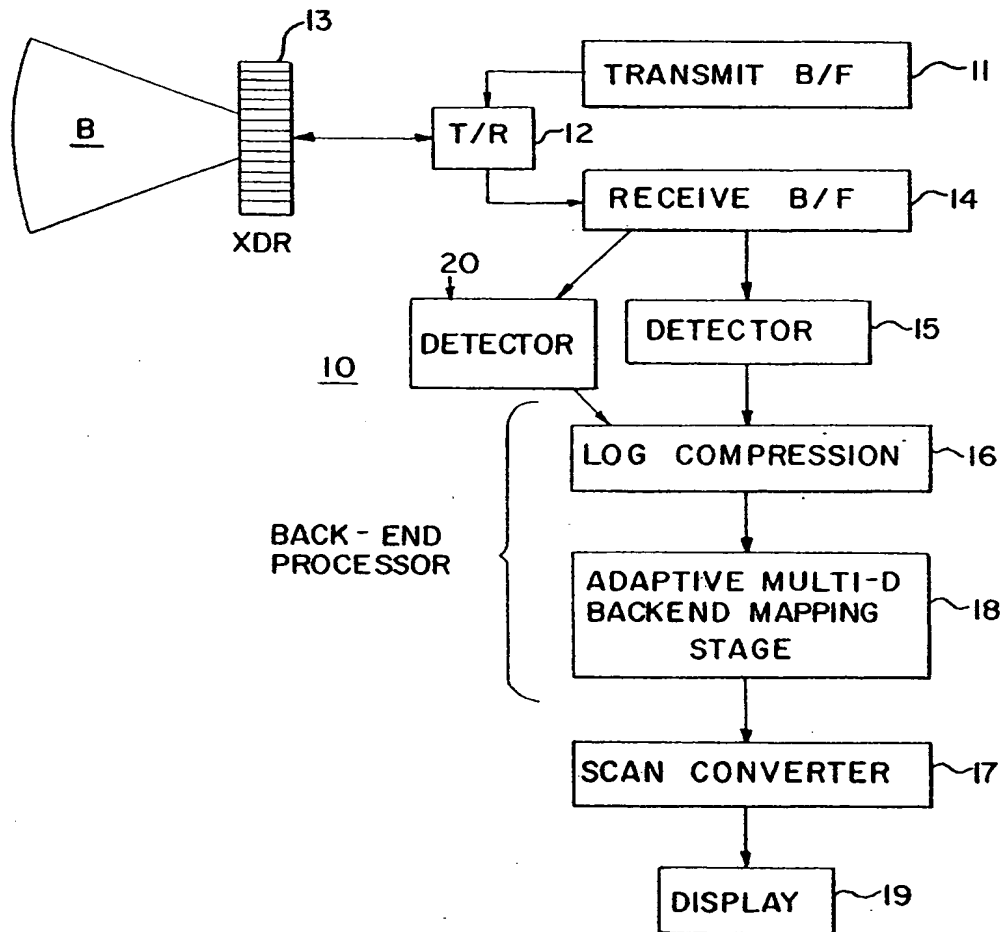 13
TRANSMIT B/F
11
B
T/R
12
RECEIVE B/F
14
XDR
20
DETECTOR
DETECTOR
15
10
LOG COMPRESSION
16
BACK-END
PROCESSOR
ADAPTIVE MULTI-D
BACKEND MAPPING
STAGE
18
SCAN CONVERTER
17
DISPLAY
19